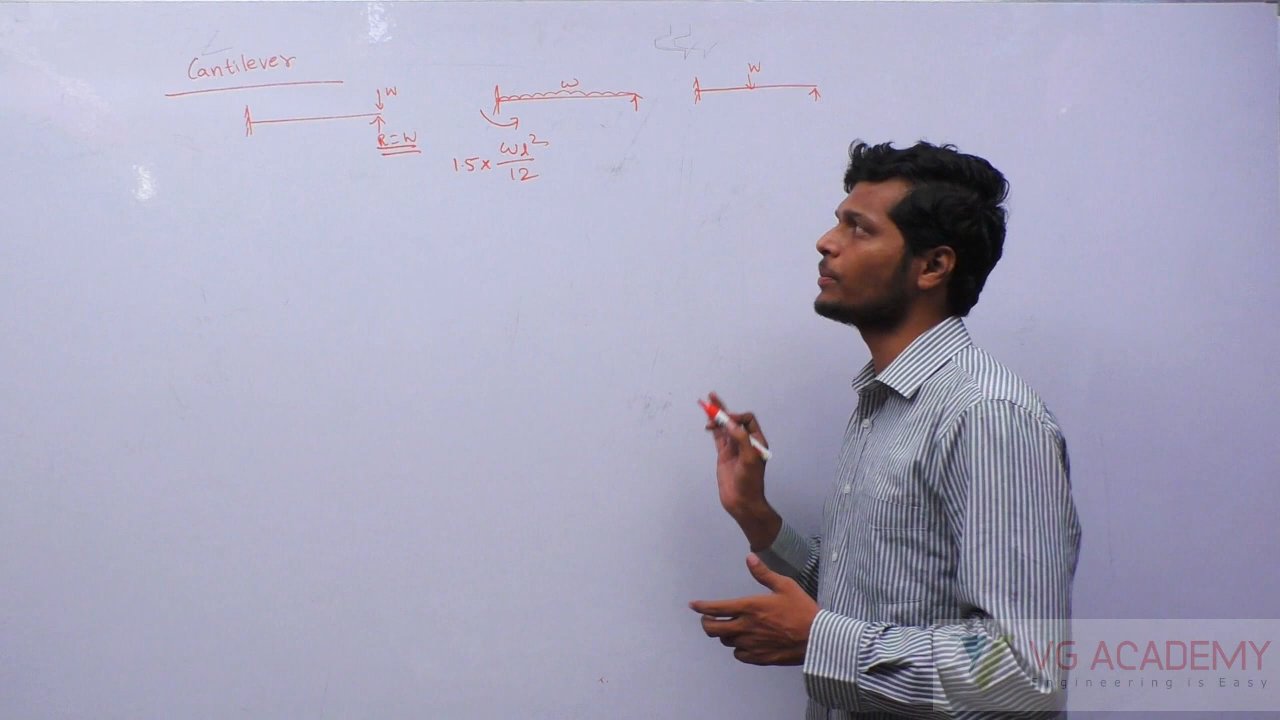 Cantilever
W
R = W
ω
1.5 × ωl²
12
W
VG ACADEMY
Engineering is Easy